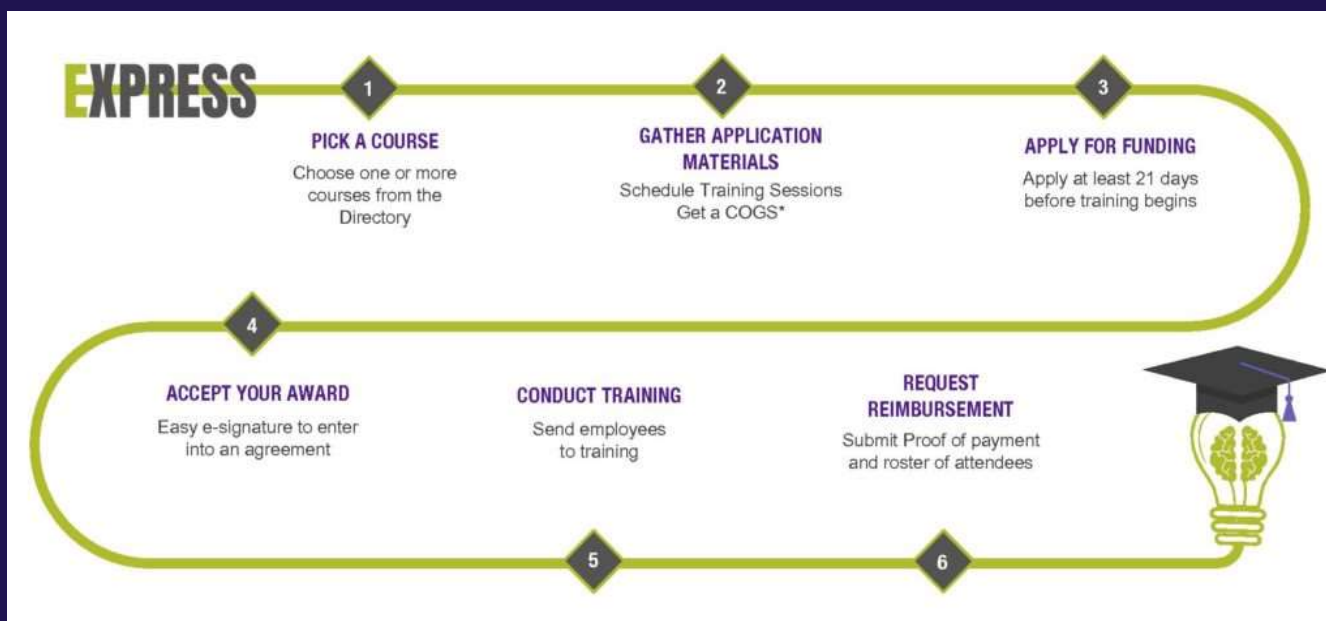 EXPRESS
1
PICK A COURSE
Choose one or more
courses from the
Directory
2
GATHER APPLICATION
MATERIALS
Schedule Training Sessions
Get a COGS*
3
APPLY FOR FUNDING
Apply at least 21 days
before training begins
4
ACCEPT YOUR AWARD
Easy e-signature to enter
into an agreement
CONDUCT TRAINING
Send employees
to training
5
REQUEST
REIMBURSEMENT
Submit Proof of payment
and roster of attendees
6